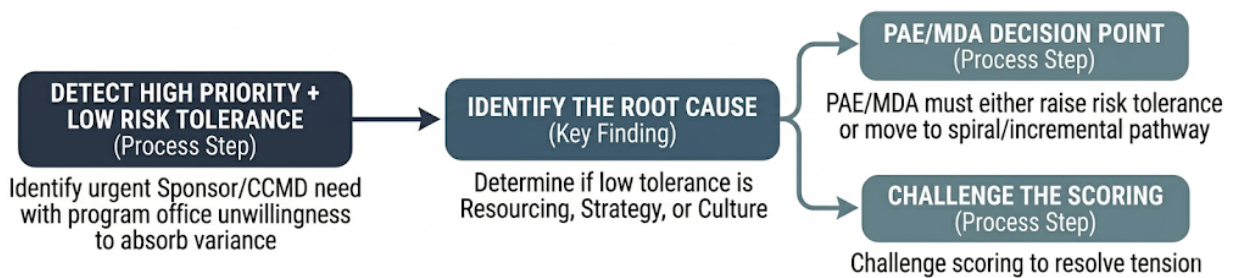 DETECT HIGH PRIORITY +
LOW RISK TOLERANCE
(Process Step)
Identify urgent Sponsor/CCMD need
with program office unwillingness
to absorb variance
IDENTIFY THE ROOT CAUSE
(Key Finding)
Determine if low tolerance is
Resourcing, Strategy, or Culture
PAE/MDA DECISION POINT
(Process Step)
PAE/MDA must either raise risk tolerance
or move to spiral/incremental pathway
CHALLENGE THE SCORING
(Process Step)
Challenge scoring to resolve tension